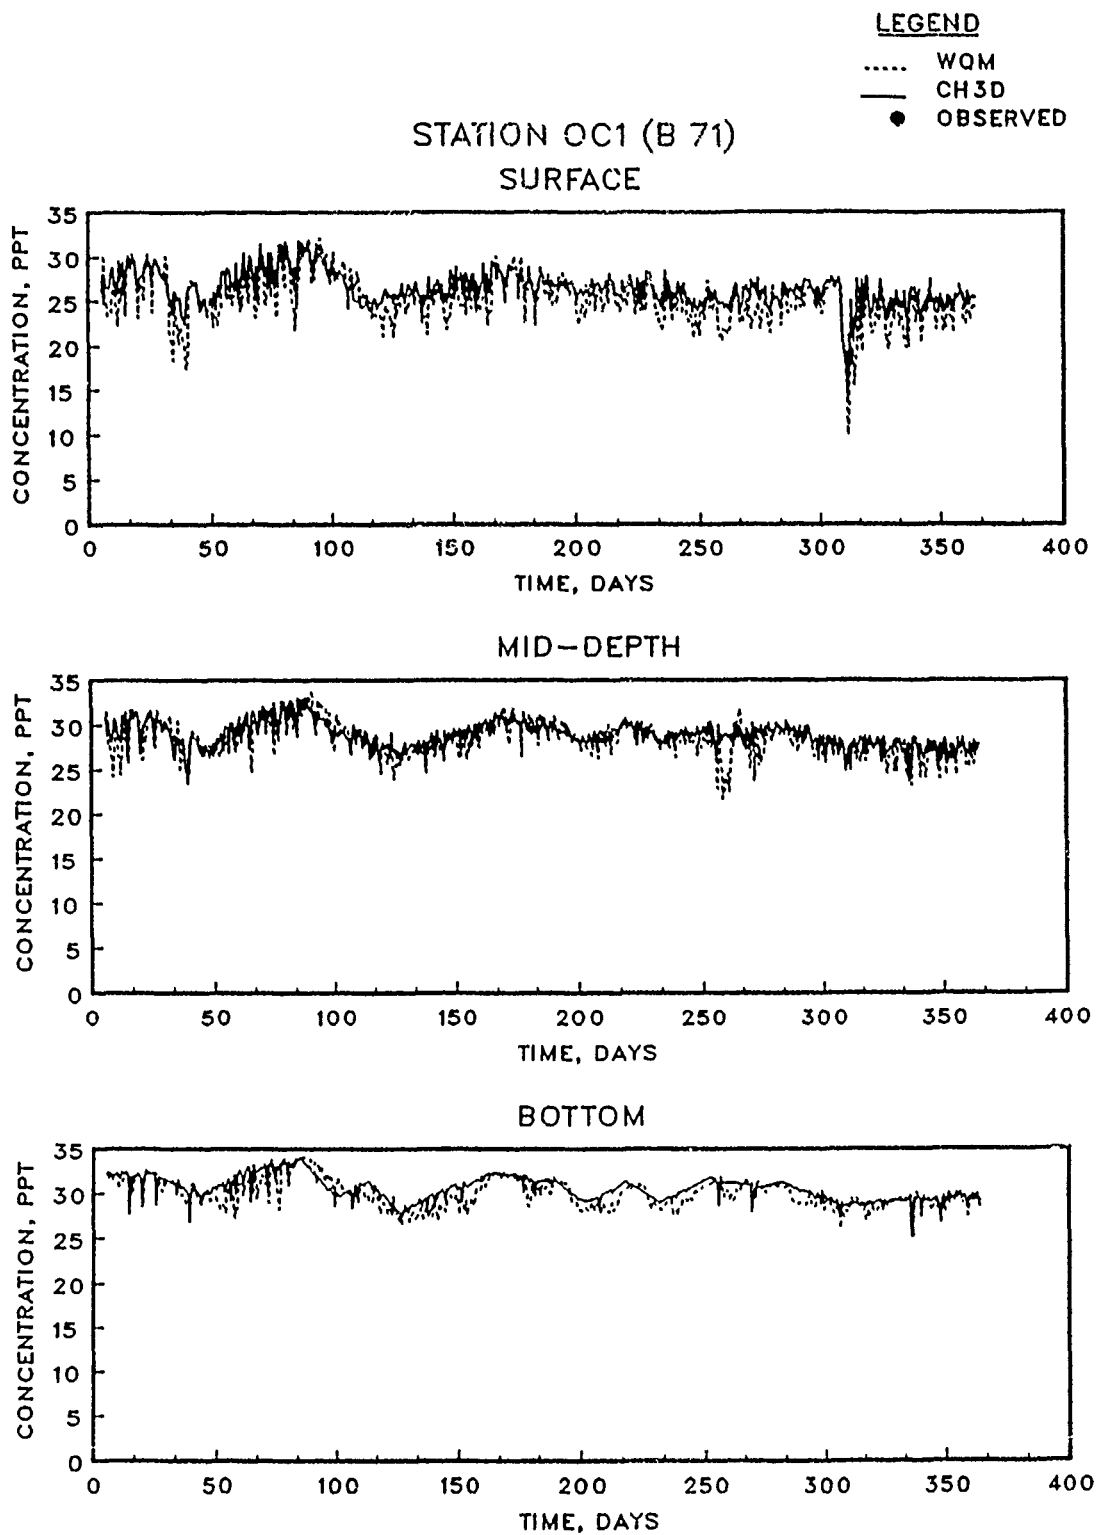 LEGEND
WQM
CH3D
OBSERVED
STATION OC1 (B 71)
SURFACE
CONCENTRATION, PPT
35
30
25
20
15
10
5
0
0 50 100 150 200 250 300 350 400
TIME, DAYS
MID-DEPTH
CONCENTRATION, PPT
35
30
25
20
15
10
5
0
0 50 100 150 200 250 300 350 400
TIME, DAYS
BOTTOM
CONCENTRATION, PPT
35
30
25
20
15
10
5
0
0 50 100 150 200 250 300 350 400
TIME, DAYS